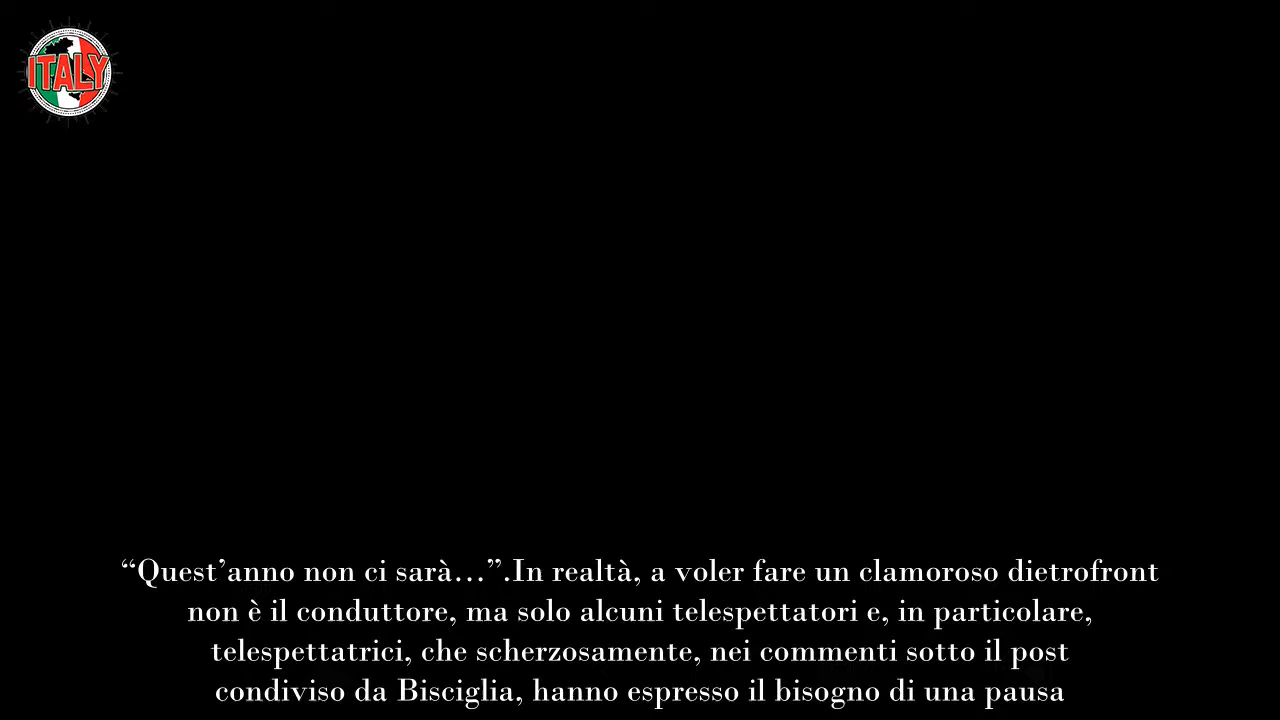 ITALY
“Quest’anno non ci sarà…”.In realtà, a voler fare un clamoroso dietrofront
non è il conduttore, ma solo alcuni telespettatori e, in particolare,
telespettatrici, che scherzosamente, nei commenti sotto il post
condiviso da Bisciglia, hanno espresso il bisogno di una pausa